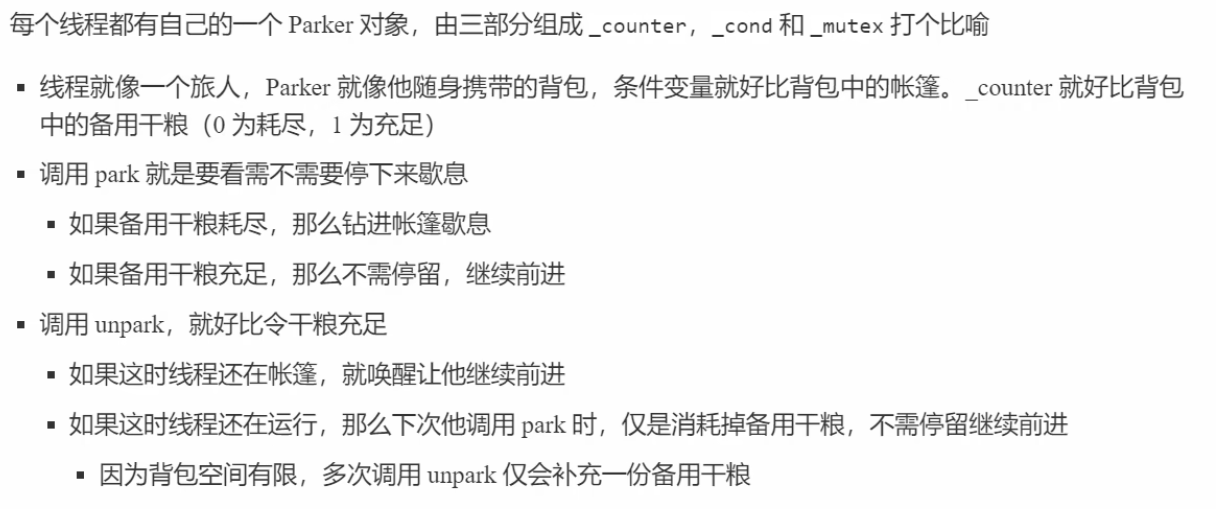 每个线程都有自己的一个 Parker 对象，由三部分组成 _counter，_cond 和 _mutex 打个比喻
▪ 线程就像一个旅人，Parker 就像他随身携带的背包，条件变量就好比背包中的帐篷。_counter 就好比背包
中的备用干粮（0 为耗尽，1 为充足）
▪ 调用 park 就是要看需不需要停下来歇息
▪ 如果备用干粮耗尽，那么钻进帐篷歇息
▪ 如果备用干粮充足，那么不需停留，继续前进
▪ 调用 unpark，就好比令干粮充足
▪ 如果这时线程还在帐篷，就唤醒让他继续前进
▪ 如果这时线程还在运行，那么下次他调用 park 时，仅是消耗掉备用干粮，不需停留继续前进
▪ 因为背包空间有限，多次调用 unpark 仅会补充一份备用干粮